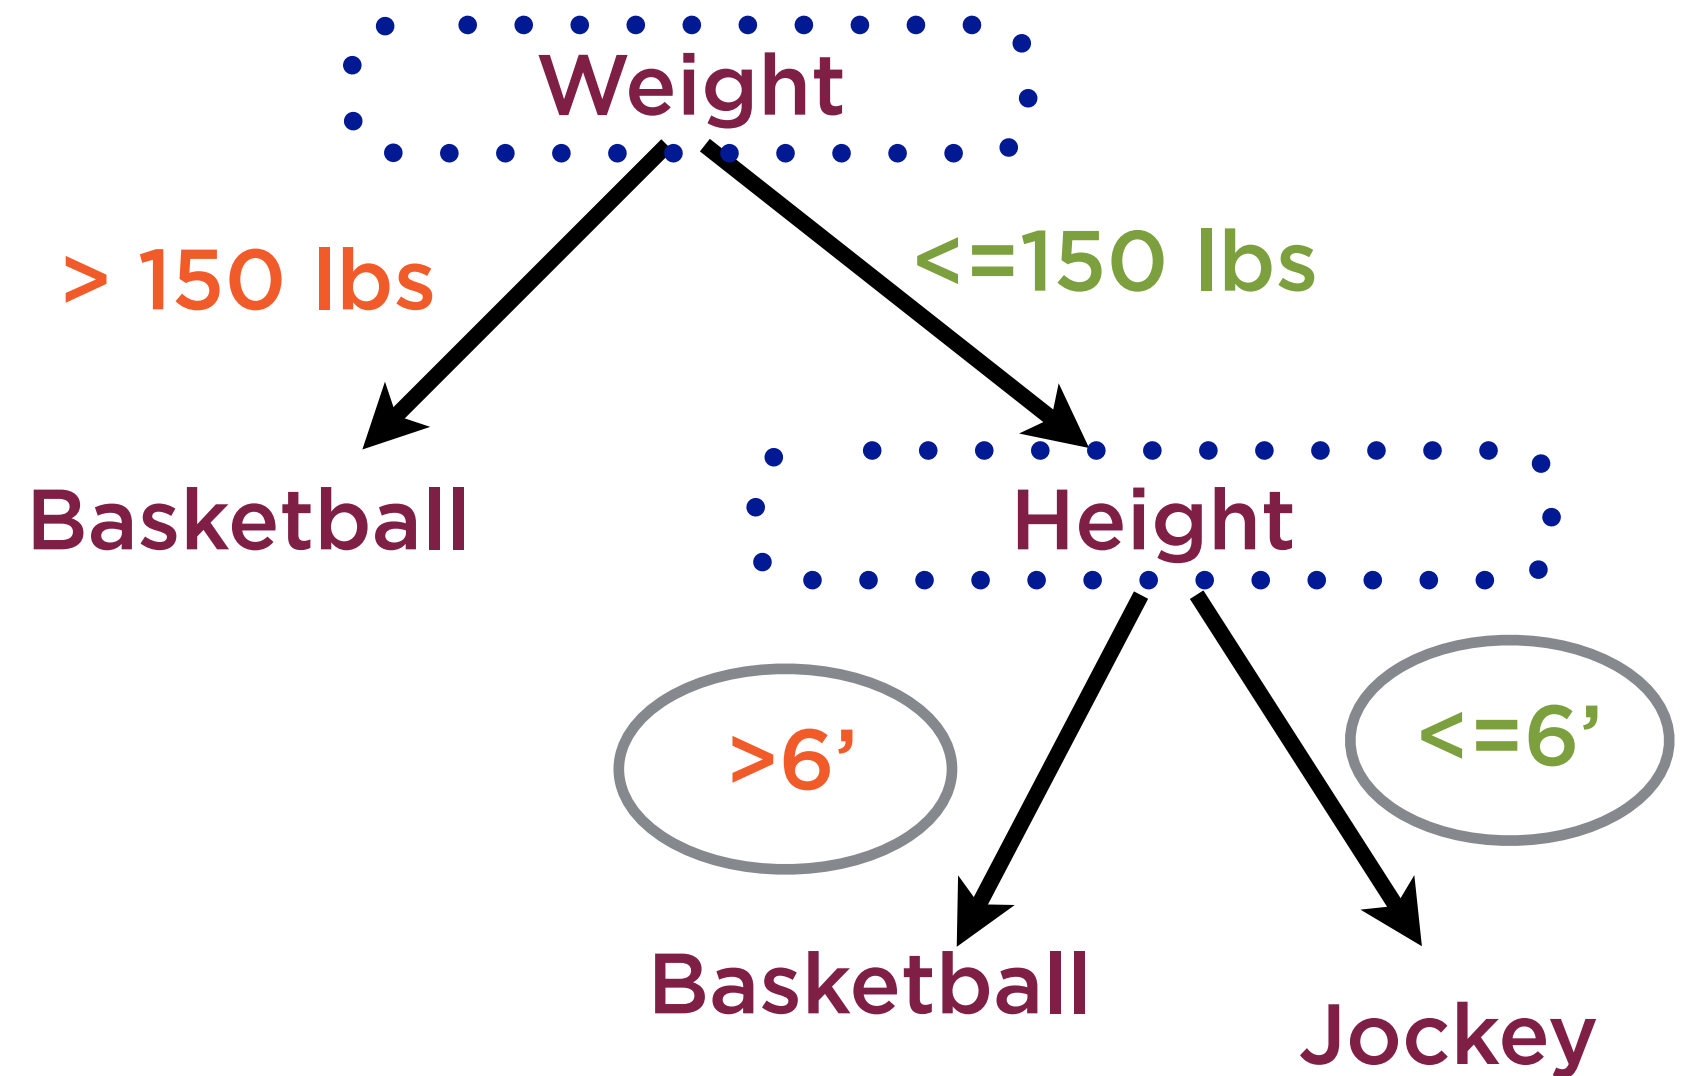 Weight
> 150 lbs
<=150 lbs
Basketball
Height
>6’
<=6’
Basketball
Jockey